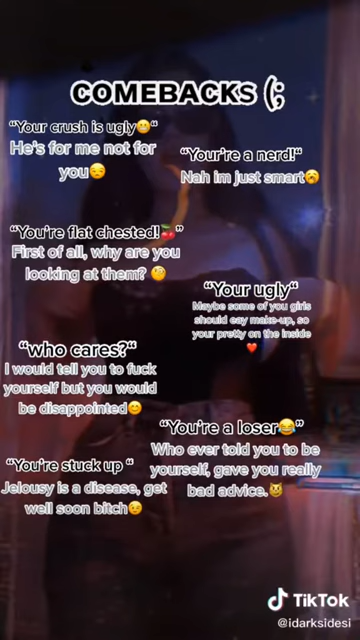 COMEBACKS (;
“Your crush is ugly😬“
He's for me not for
you😔
“Your're a nerd!“
Nah im just smart😵
“You're flat chested!🍒”
First of all, why are you
looking at them? 🧐
“Your ugly“
Maybe some of you girls
should eay make-up, so
your pretty on the inside
❤️
“who cares?“
I would tell you to fuck
yourself but you would
be disappointed😊
“You're a loser😂”
Who ever told you to be
yourself, gave you really
bad advice.😼
“You're stuck up “
Jelousy is a disease, get
well soon bitch😉
TikTok
@idarksidesi